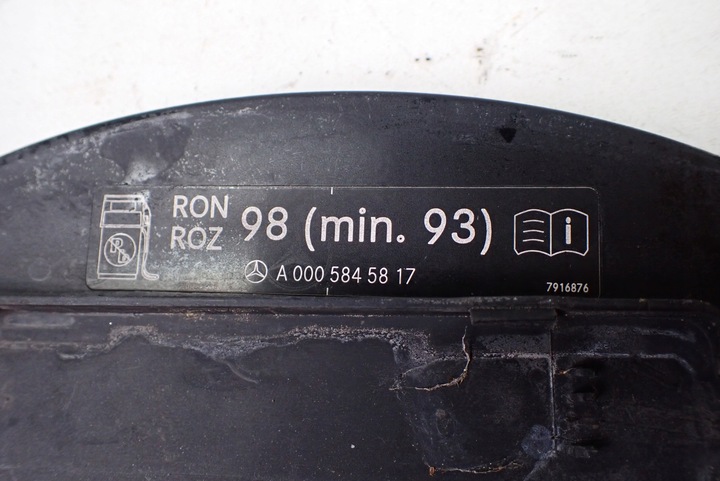 RON
ROZ
98 (min. 93)
i
A 000 584 58 17
7916876